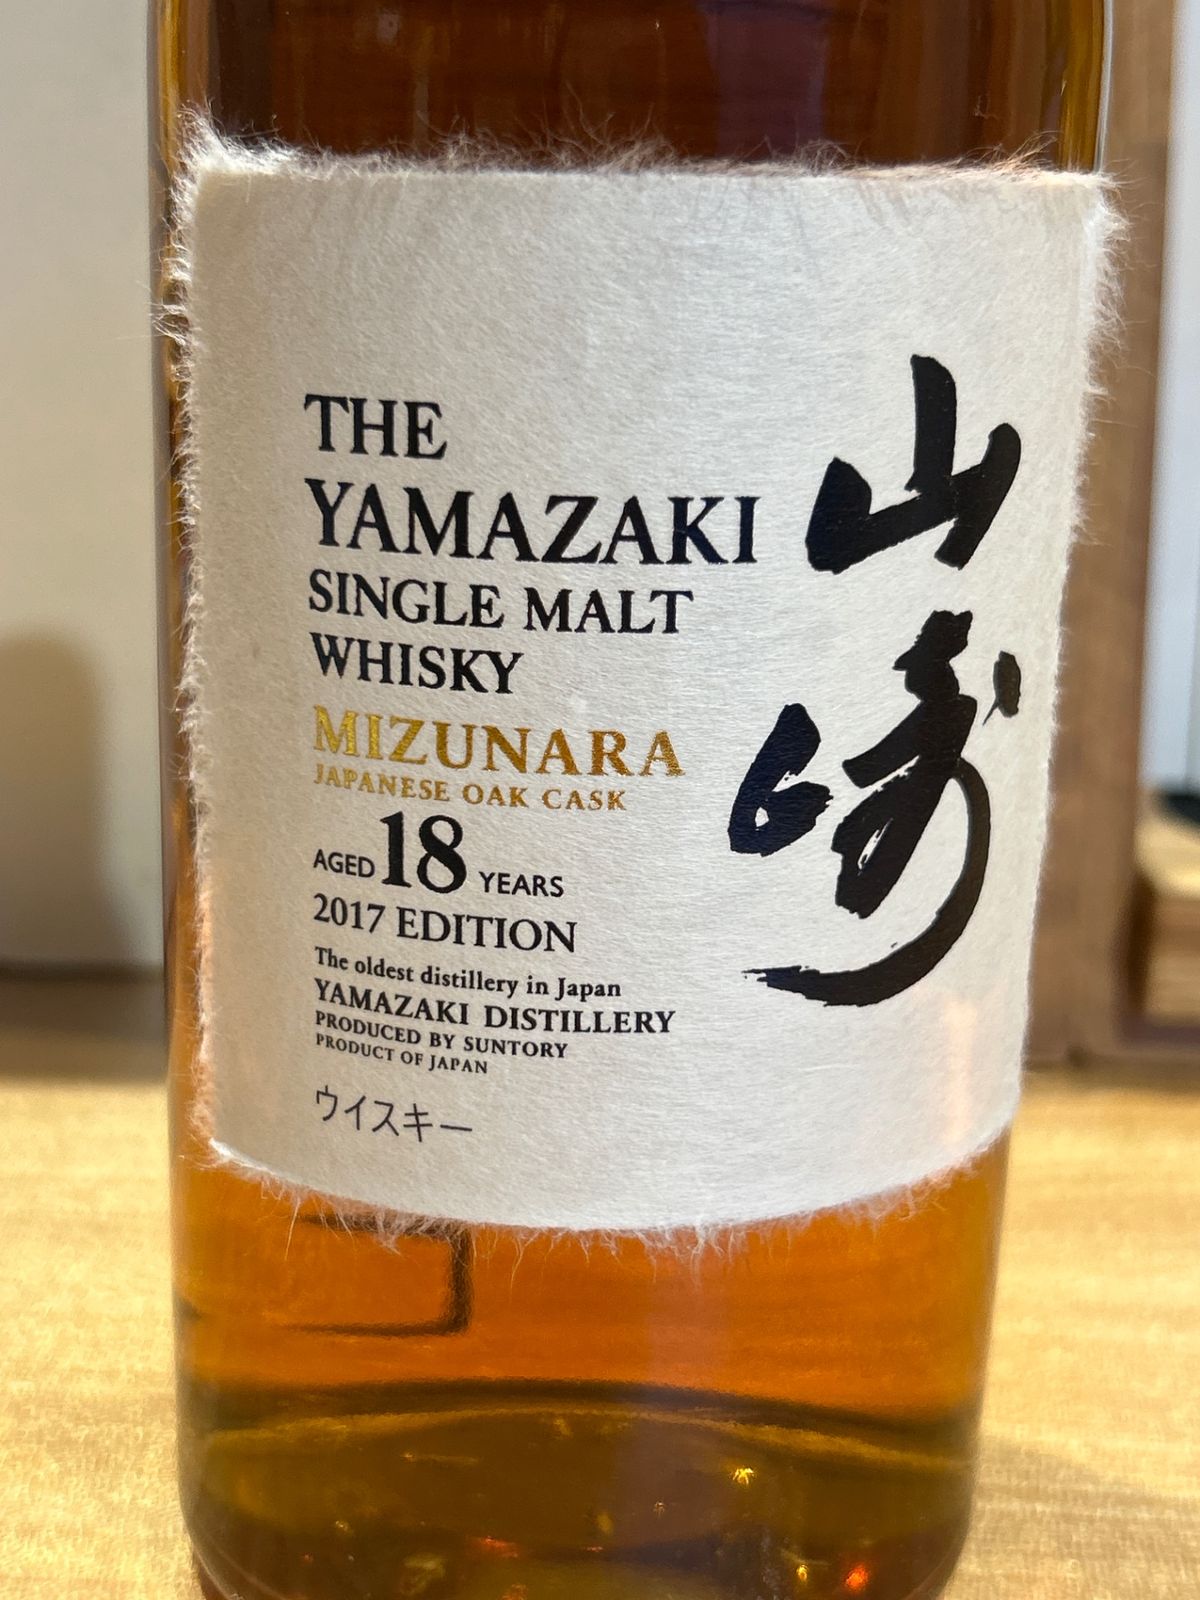 THE
YAMAZAKI
SINGLE MALT
WHISKY
MIZUNARA
JAPANESE OAK CASK
AGED 18 YEARS
2017 EDITION
The oldest distillery in Japan
YAMAZAKI DISTILLERY
PRODUCED BY SUNTORY
PRODUCT OF JAPAN
ウイスキー
山崎